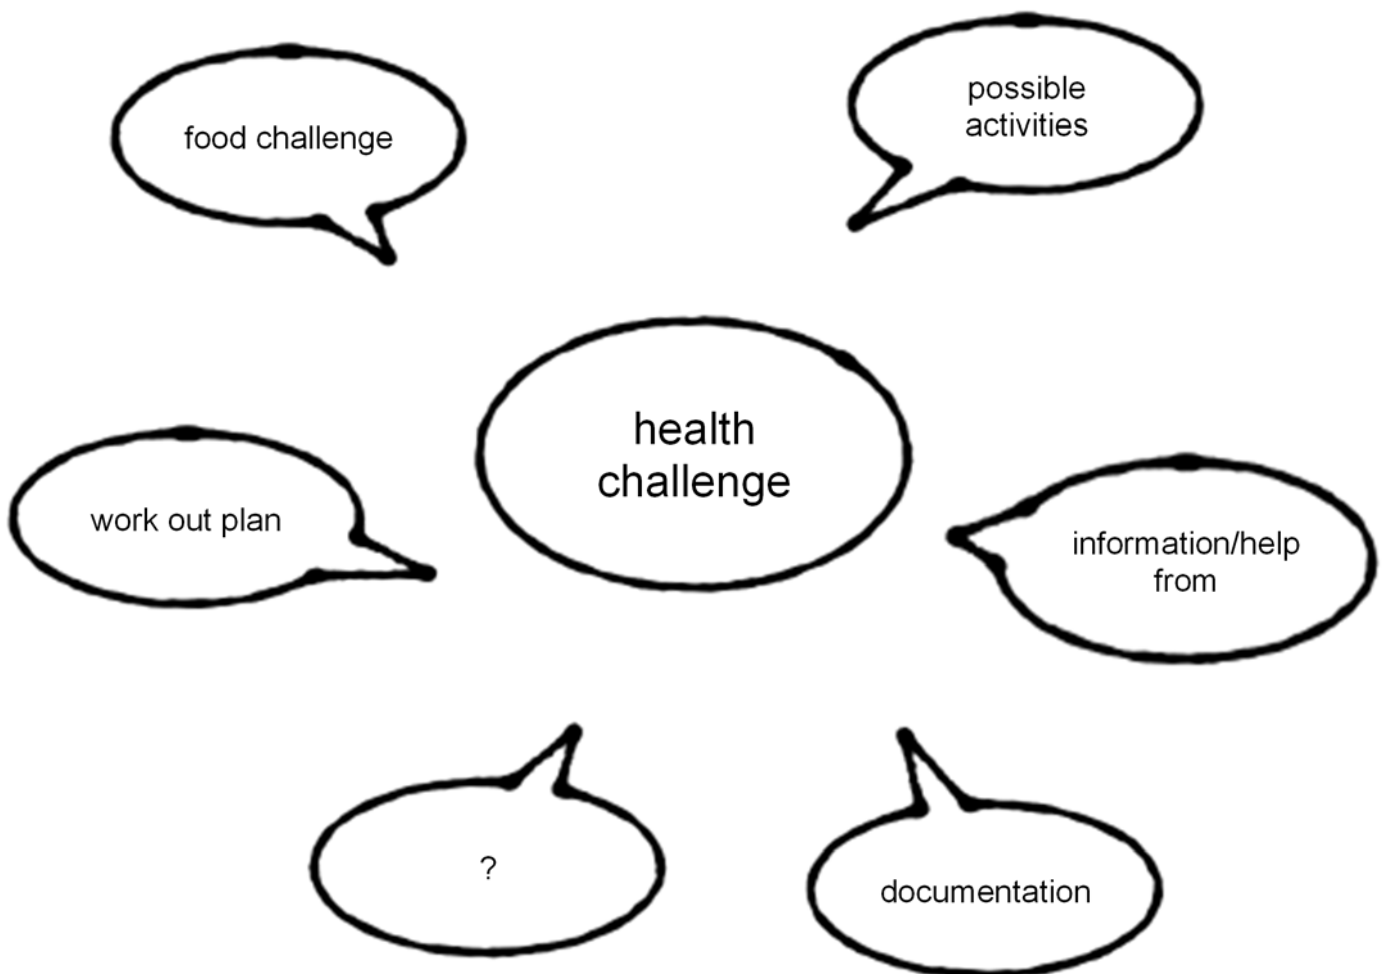 possible
activities
food challenge
health
challenge
work out plan
information/help
from
?
documentation